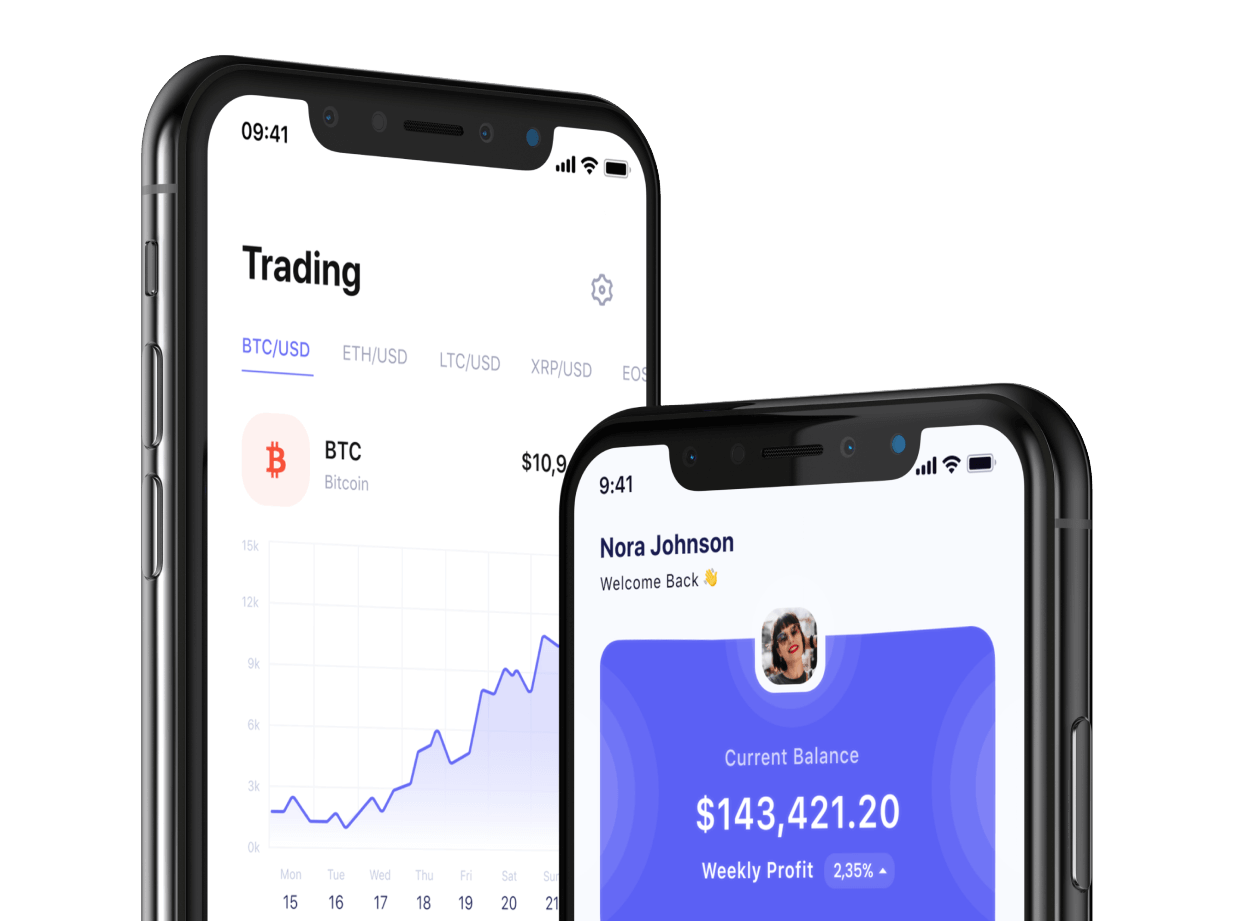 09:41
Trading
BTC/USD ETH/USD LTC/USD XRP/USD EOS
BTC
$10,9
Bitcoin
15k
12k
9k
6k
3k
0k
Mon Tue Wed Thu Fri Sat Sun
15 16 17 18 19 20 21
9:41
Nora Johnson
Welcome Back 👋
Current Balance
$143,421.20
Weekly Profit 2,35%